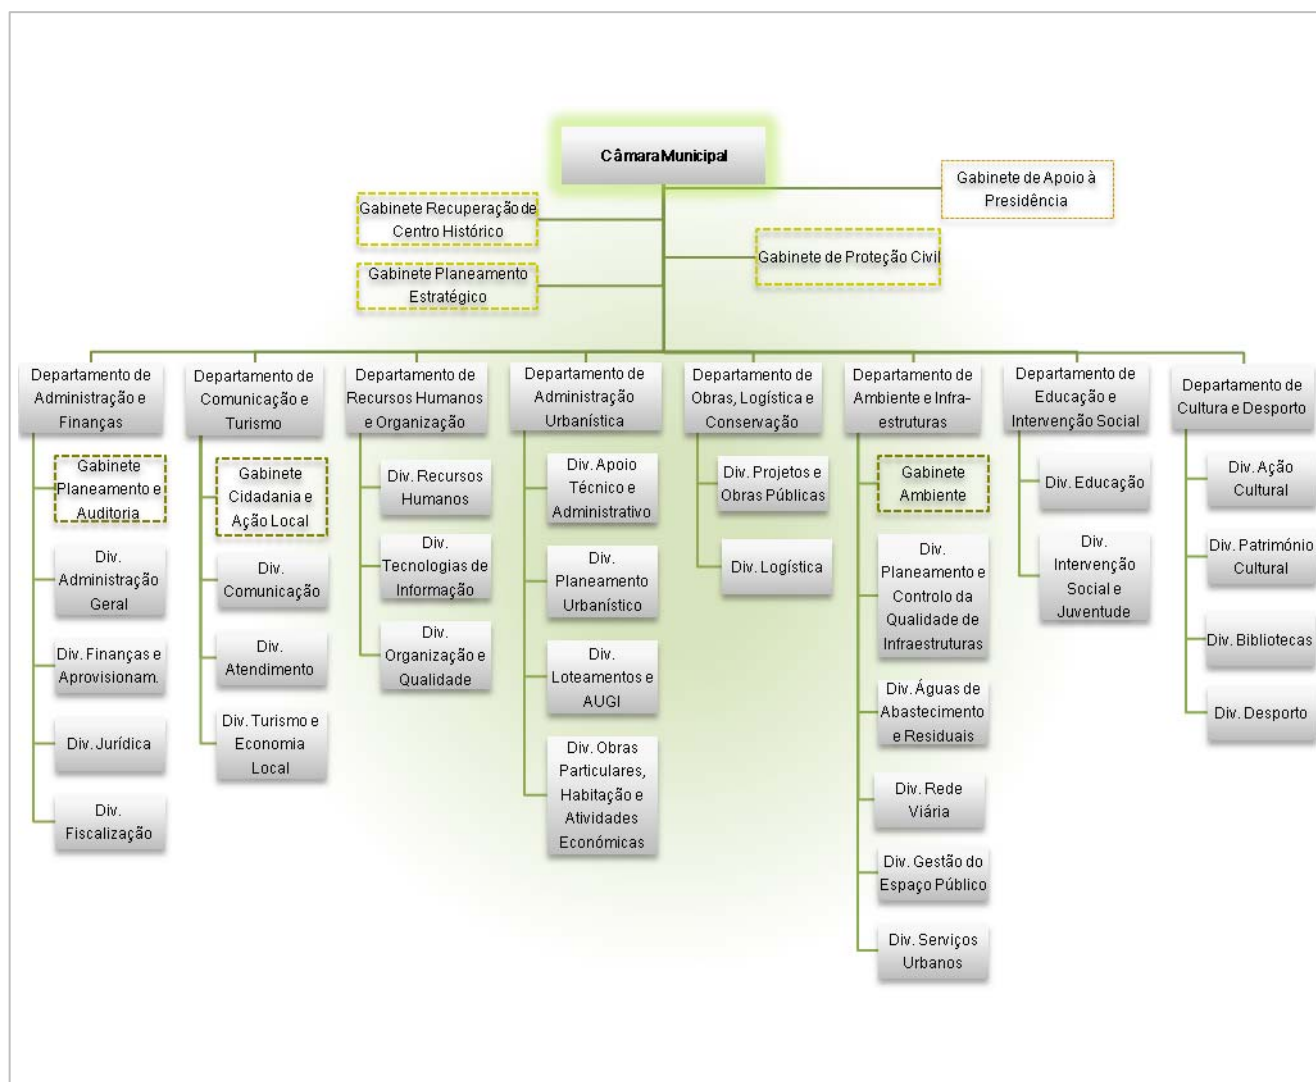 Câmara Municipal
Gabinete de Apoio à
Presidência
Gabinete Recuperação de
Centro Histórico
Gabinete de Proteção Civil
Gabinete Planeamento
Estratégico
Departamento de
Administração e
Finanças
Gabinete
Planeamento e
Auditoria
Div.
Administração
Geral
Div. Finanças e
Aprovisionam.
Div. Jurídica
Div.
Fiscalização
Departamento de
Comunicação e
Turismo
Gabinete
Cidadania e
Ação Local
Div.
Comunicação
Div.
Atendimento
Div. Turismo e
Economia
Local
Departamento de
Recursos Humanos
e Organização
Div. Recursos
Humanos
Div.
Tecnologias de
Informação
Div.
Organização e
Qualidade
Departamento de
Administração
Urbanística
Div. Apoio
Técnico e
Administrativo
Div.
Planeamento
Urbanístico
Div.
Loteamentos e
AUGI
Div. Obras
Particulares,
Habitação e
Atividades
Económicas
Departamento de
Obras, Logística e
Conservação
Div. Projetos e
Obras Públicas
Div. Logística
Departamento de
Ambiente e Infra-
estruturas
Gabinete
Ambiente
Div.
Planeamento e
Controlo da
Qualidade de
Infraestruturas
Div. Águas de
Abastecimento
e Residuais
Div. Rede
Viária
Div. Gestão do
Espaço Público
Div. Serviços
Urbanos
Departamento de
Educação e
Intervenção Social
Div. Educação
Div.
Intervenção
Social e
Juventude
Departamento de
Cultura e Desporto
Div. Ação
Cultural
Div. Património
Cultural
Div. Bibliotecas
Div. Desporto